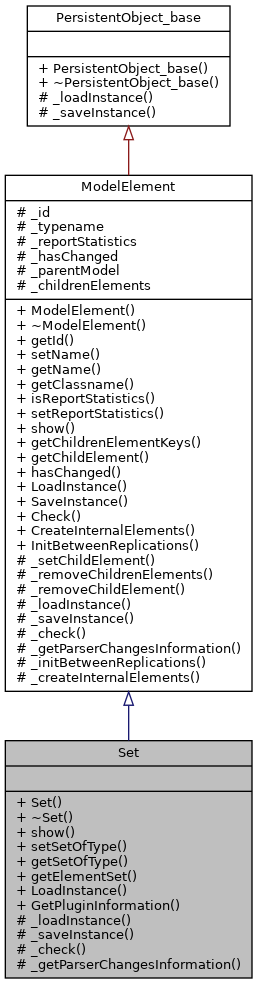 PersistentObject_base
+ PersistentObject_base()
+ ~PersistentObject_base()
# _loadInstance()
# _saveInstance()
ModelElement
# _id
# _typename
# _reportStatistics
# _hasChanged
# _parentModel
# _childrenElements
+ ModelElement()
+ ~ModelElement()
+ getId()
+ setName()
+ getName()
+ getClassname()
+ isReportStatistics()
+ setReportStatistics()
+ show()
+ getChildrenElementKeys()
+ getChildElement()
+ hasChanged()
+ LoadInstance()
+ SaveInstance()
+ Check()
+ CreateInternalElements()
+ InitBetweenReplications()
# _setChildElement()
# _removeChildrenElements()
# _removeChildElement()
# _loadInstance()
# _saveInstance()
# _check()
# _getParserChangesInformation()
# _initBetweenReplications()
# _createInternalElements()
Set
+ Set()
+ ~Set()
+ show()
+ setSetOfType()
+ getSetOfType()
+ getElementSet()
+ LoadInstance()
+ GetPluginInformation()
# _loadInstance()
# _saveInstance()
# _check()
# _getParserChangesInformation()